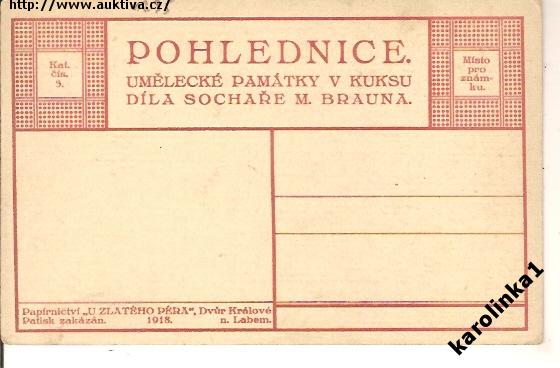 http://www.auktiva.cz/
Kat.
čís.
9.
POHLEDNICE.
UMĚLECKÉ PAMÁTKY V KUKSU
DÍLA SOCHAŘE M. BRAUNA.
Místo
pro
znám-
ku.
Papírnictví „U ZLATÉHO PÉRA", Dvůr Králové
Patisk zakázán. 1918. n. Labem.
karolinka1